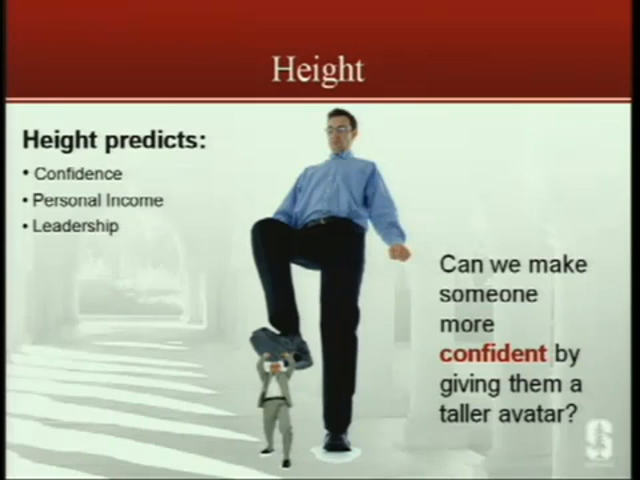 Height
Height predicts:
• Confidence
• Personal Income
• Leadership
Can we make
someone
more
confident by
giving them a
taller avatar?